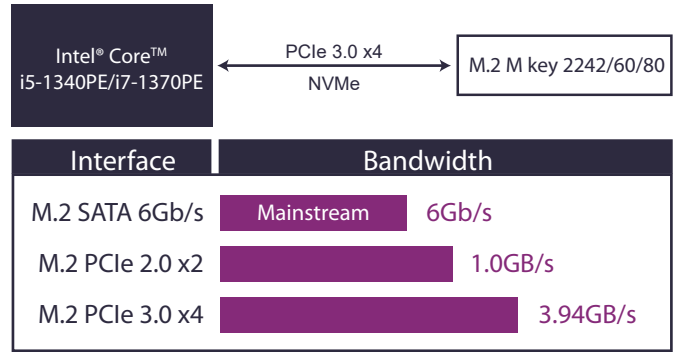 Intel® Core™
i5-1340PE/i7-1370PE
PCIe 3.0 x4
NVMe
M.2 M key 2242/60/80
Interface Bandwidth
M.2 SATA 6Gb/s Mainstream 6Gb/s
M.2 PCIe 2.0 x2 1.0GB/s
M.2 PCIe 3.0 x4 3.94GB/s